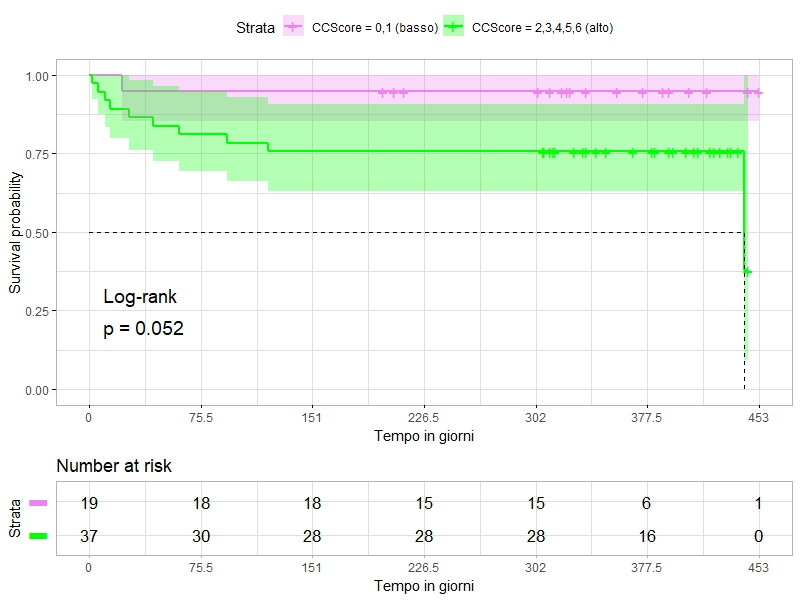 Strata CCScore = 0,1 (basso) CCScore = 2,3,4,5,6 (alto)
1.00
0.75
0.50
0.25
0.00
Survival probability
Log-rank
p = 0.052
0 75.5 151 226.5 302 377.5 453
Tempo in giorni
Number at risk
Strata
19 18 18 15 15 6 1
37 30 28 28 28 16 0
0 75.5 151 226.5 302 377.5 453
Tempo in giorni